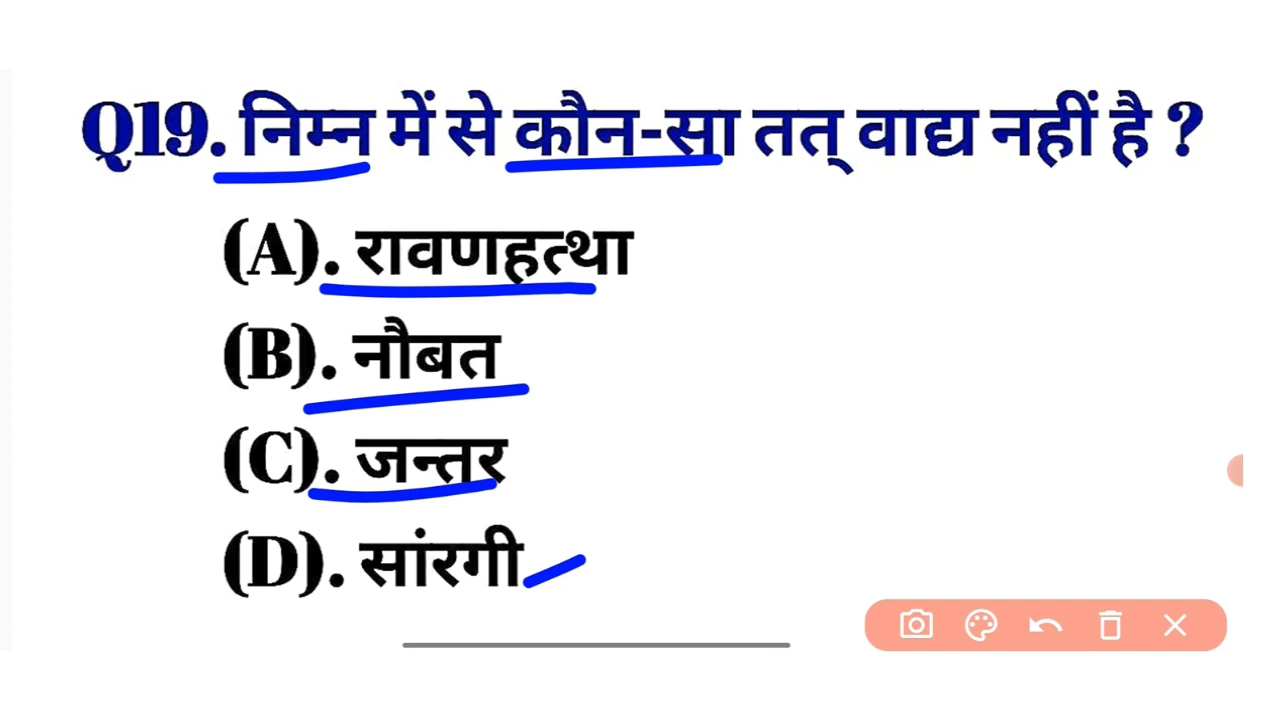 Q19. निम्न में से कौन-सा तत् वाद्य नहीं है ?
(A). रावणहत्था
(B). नौबत
(C). जन्तर
(D). सांरगी